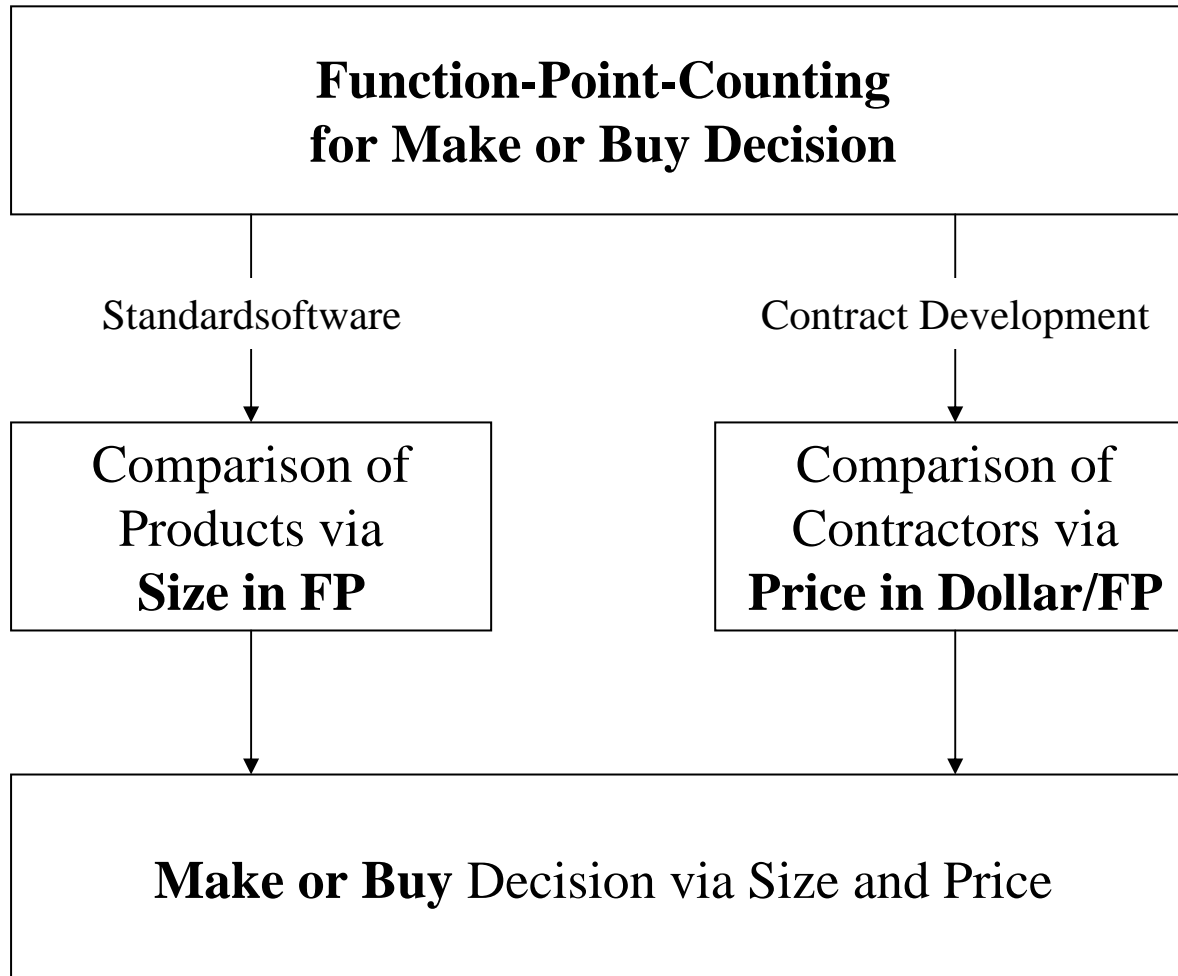 Function-Point-Counting
for Make or Buy Decision
Standardsoftware
Contract Development
Comparison of
Products via
Size in FP
Comparison of
Contractors via
Price in Dollar/FP
Make or Buy Decision via Size and Price